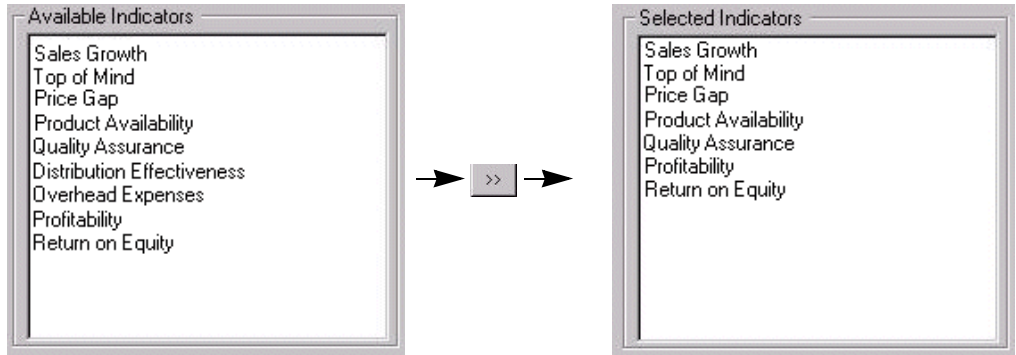 Available Indicators
Sales Growth
Top of Mind
Price Gap
Product Availability
Quality Assurance
Distribution Effectiveness
Overhead Expenses
Profitability
Return on Equity
>>
Selected Indicators
Sales Growth
Top of Mind
Price Gap
Product Availability
Quality Assurance
Profitability
Return on Equity